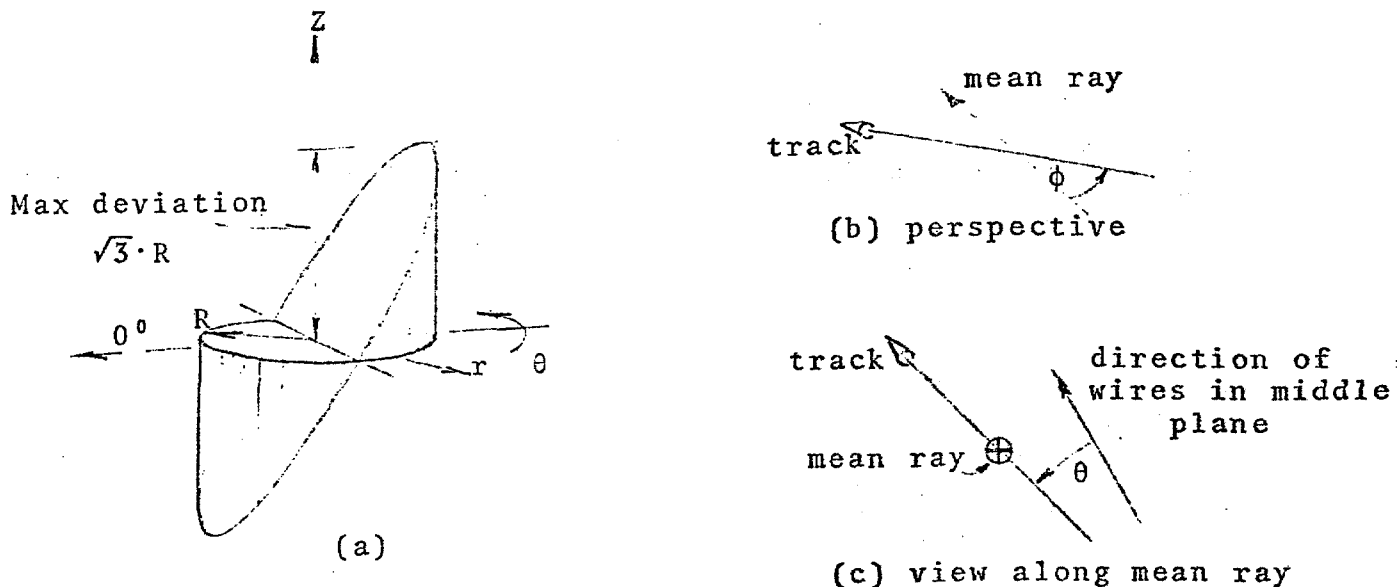 Z
Max deviation
√3·R
R
0°
r
θ
(a)
mean ray
track
φ
(b) perspective
track
direction of
wires in middle
plane
mean ray
θ
(c) view along mean ray